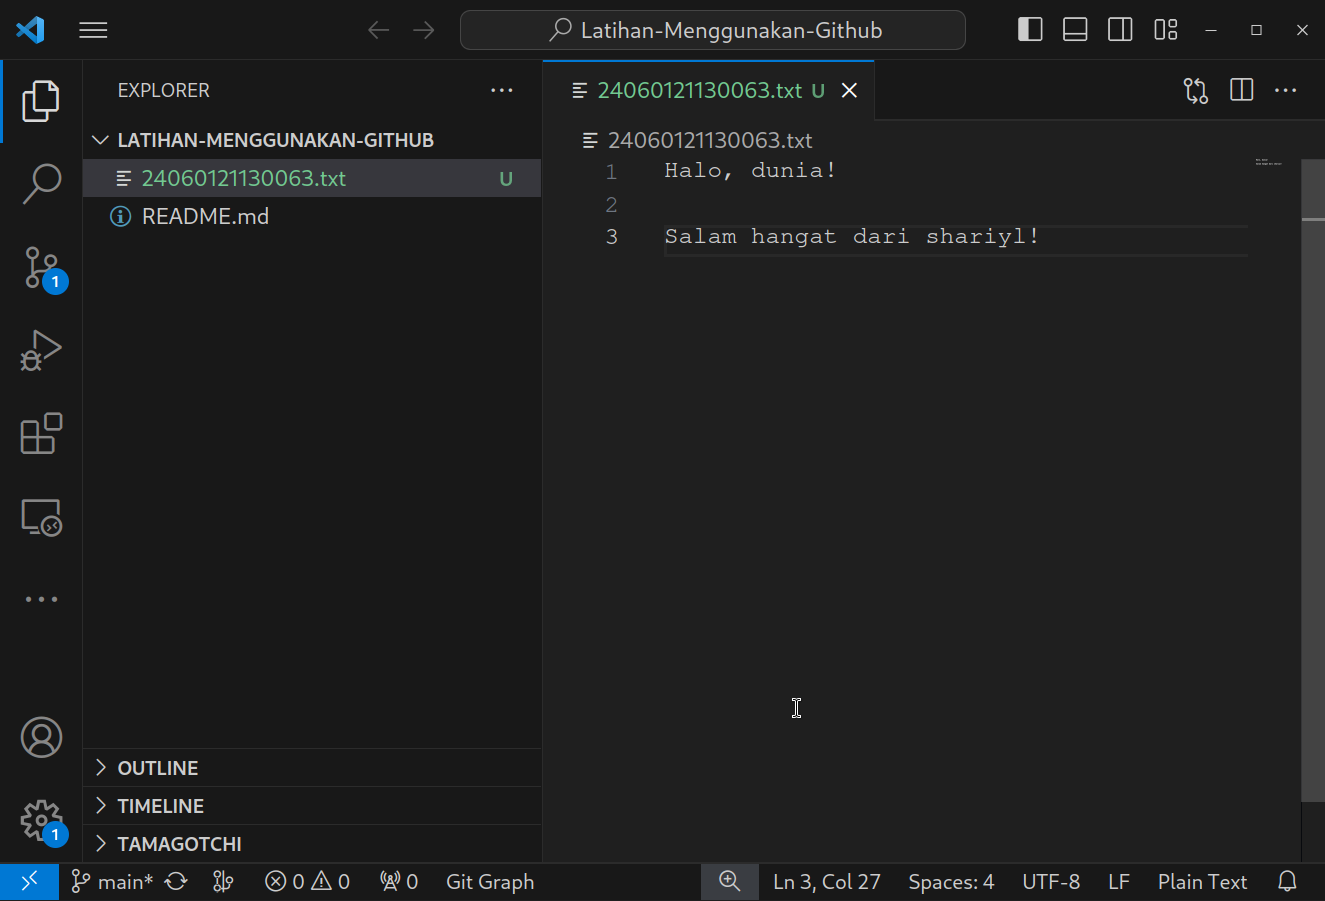 Latihan-Menggunakan-Github
EXPLORER
LATIHAN-MENGGUNAKAN-GITHUB
24060121130063.txt U
README.md
OUTLINE
TIMELINE
TAMAGOTCHI
24060121130063.txt U
24060121130063.txt
1 Halo, dunia!
2
3 Salam hangat dari shariyl!
1
1
main* 0 0 0 Git Graph Ln 3, Col 27 Spaces: 4 UTF-8 LF Plain Text